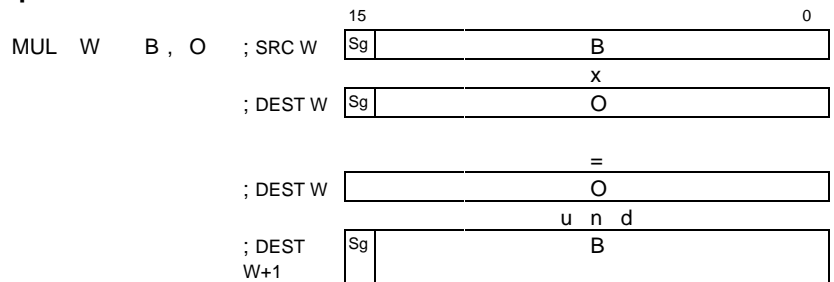 15 0
MUL W B, O ; SRC W Sg B
x
; DEST W Sg O
=
; DEST W O
u n d
; DEST Sg B
W+1